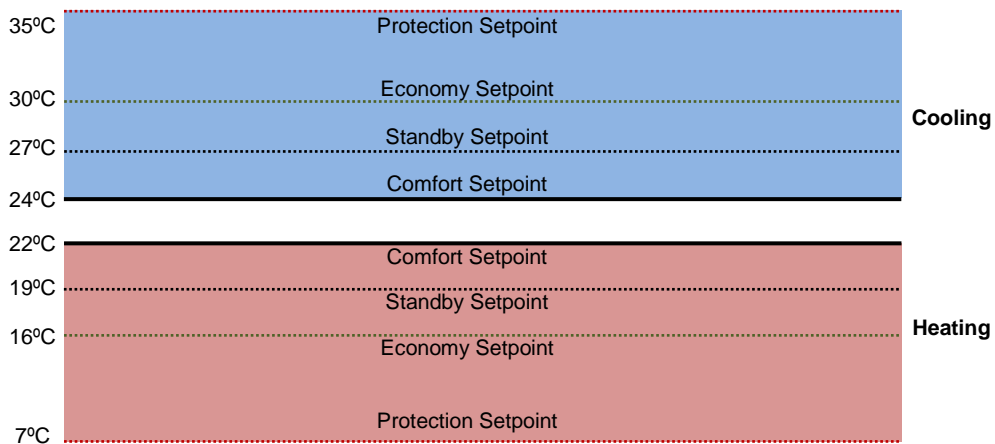 35ºC
Protection Setpoint
30ºC
Economy Setpoint
Cooling
27ºC
Standby Setpoint
24ºC
Comfort Setpoint
22ºC
Comfort Setpoint
19ºC
Standby Setpoint
Heating
16ºC
Economy Setpoint
7ºC
Protection Setpoint